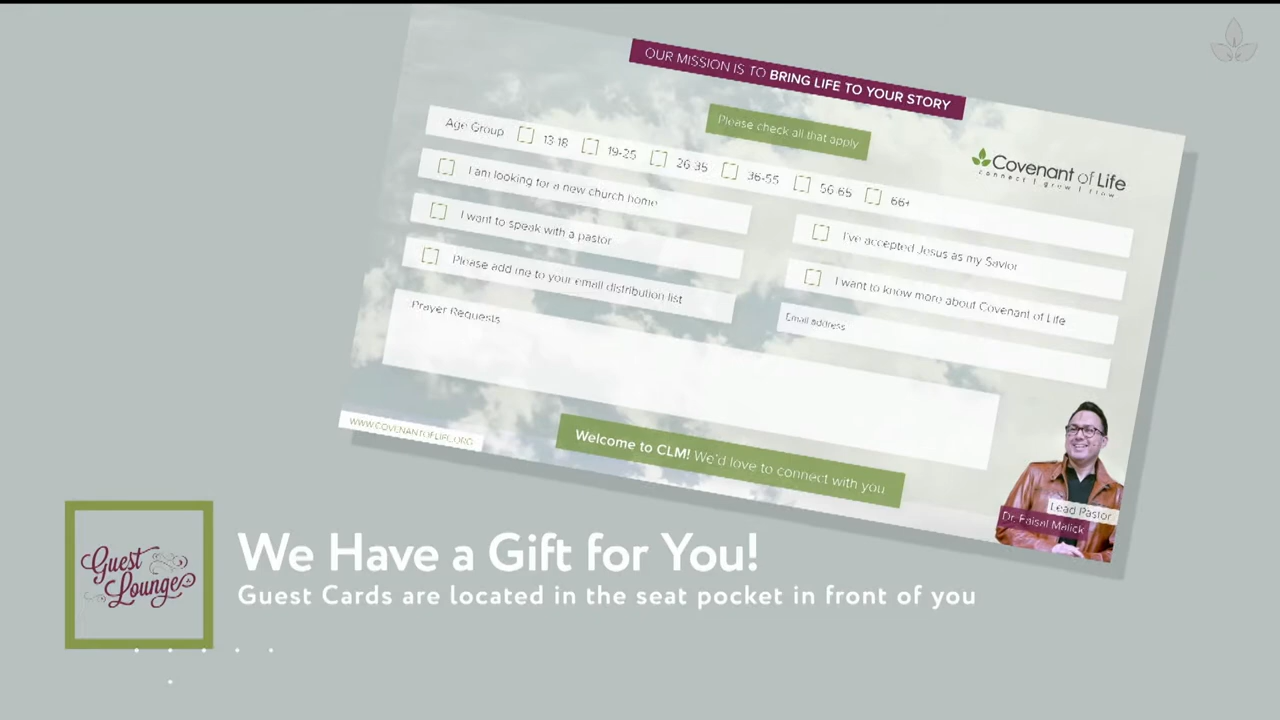 OUR MISSION IS TO BRING LIFE TO YOUR STORY
Please check all that apply
Covenant of Life
connect | grow | flow
Age Group [ ] 13-18 [ ] 19-25 [ ] 26-35 [ ] 36-55 [ ] 56-65 [ ] 66+
[ ] I am looking for a new church home
[ ] I want to speak with a pastor
[ ] Please add me to your email distribution list
[ ] I've accepted Jesus as my Savior
[ ] I want to know more about Covenant of Life
Email address
Prayer Requests
WWW.COVENANTOFLIFE.ORG
Welcome to CLM! We'd love to connect with you
Lead Pastor
Dr. Faisal Malick
Guest
Lounge
We Have a Gift for You!
Guest Cards are located in the seat pocket in front of you